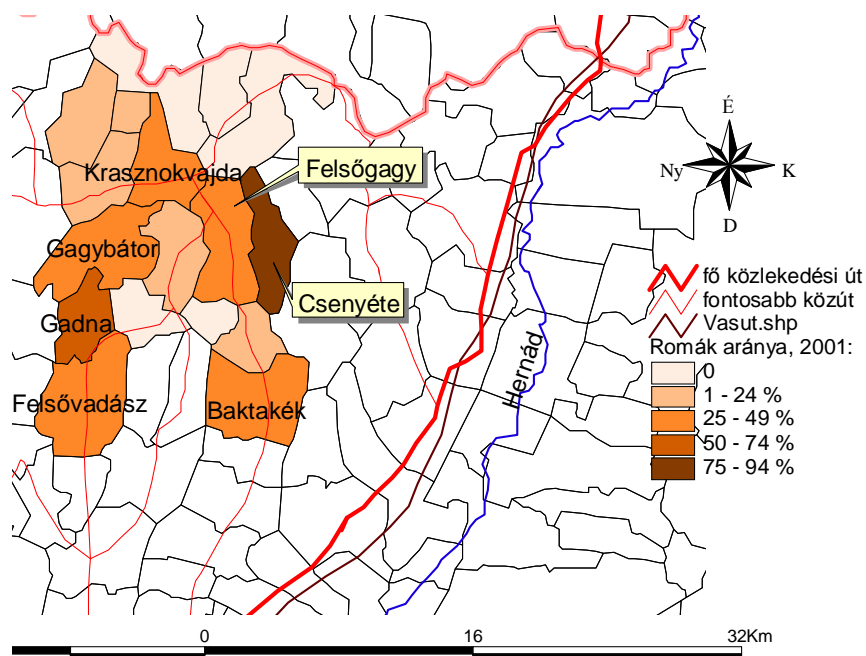 É
Ny
K
D
Krasznokvajda
Felsőgagy
Gagybátor
Csenyéte
Gadna
Felsővadász
Baktakék
Hernád
fő közlekedési út
fontosabb közút
Vasut.shp
Romák aránya, 2001:
0
1 - 24 %
25 - 49 %
50 - 74 %
75 - 94 %
0
16
32Km